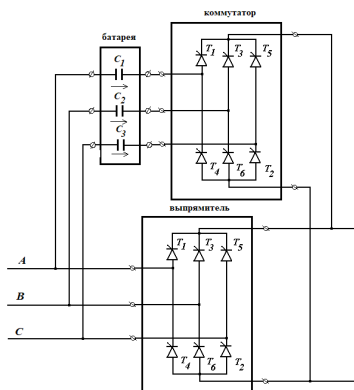 коммутатор
батарея
T1 T3 T5
C1
C2
C3
T4 T6 T2
выпрямитель
T1 T3 T5
A
B
C
T4 T6 T2